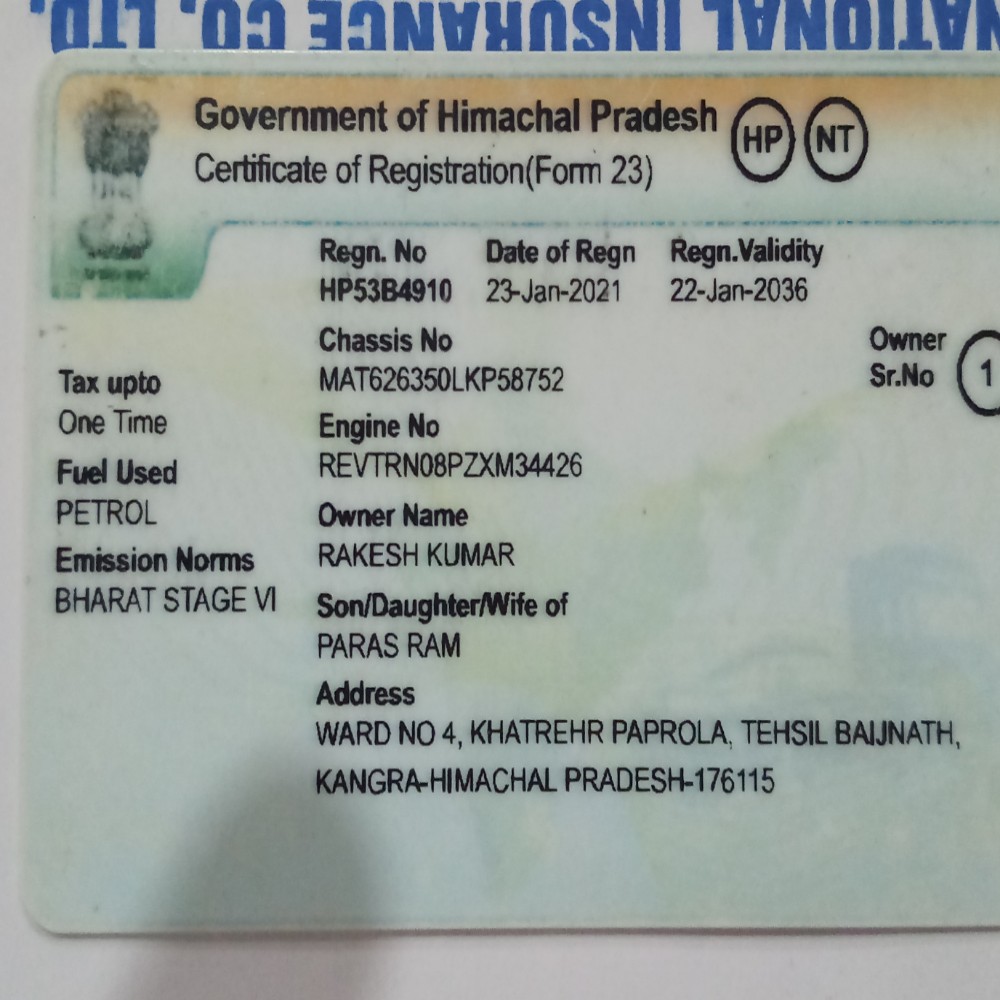 NATIONAL INSURANCE CO. LTD.
Government of Himachal Pradesh HP NT
Certificate of Registration(Form 23)
Regn. No Date of Regn Regn.Validity
HP53B4910 23-Jan-2021 22-Jan-2036
Chassis No
MAT626350LKP58752
Owner
Sr.No 1
Tax upto
One Time
Engine No
REVTRN08PZXM34426
Fuel Used
PETROL
Owner Name
RAKESH KUMAR
Emission Norms
BHARAT STAGE VI
Son/Daughter/Wife of
PARAS RAM
Address
WARD NO 4, KHATREHR PAPROLA, TEHSIL BAIJNATH,
KANGRA-HIMACHAL PRADESH-176115